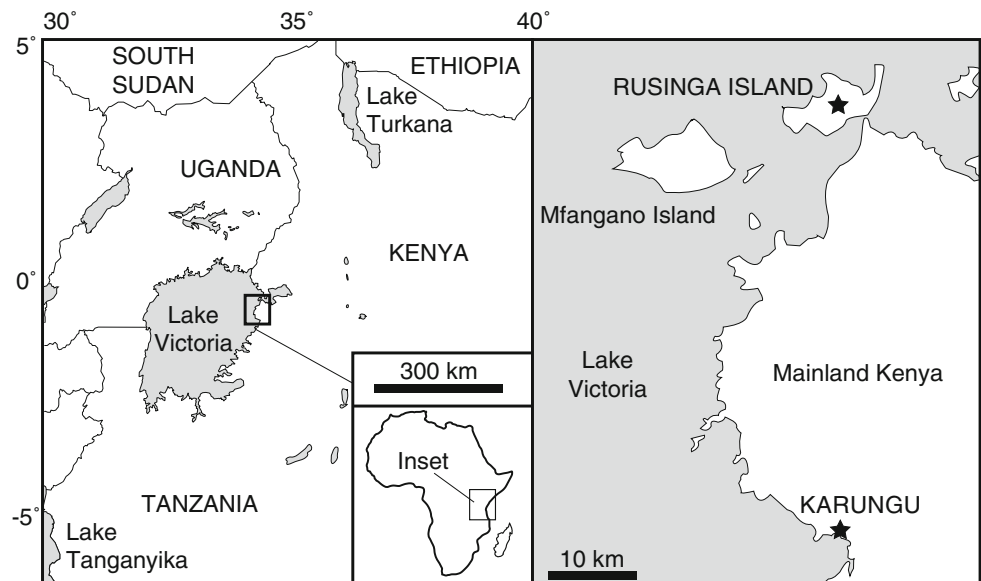 30°
35°
40°
5°
0°
-5°
SOUTH
SUDAN
ETHIOPIA
Lake
Turkana
UGANDA
KENYA
Lake
Victoria
300 km
Inset
TANZANIA
Lake
Tanganyika
RUSINGA ISLAND
Mfangano Island
Lake
Victoria
Mainland Kenya
KARUNGU
10 km